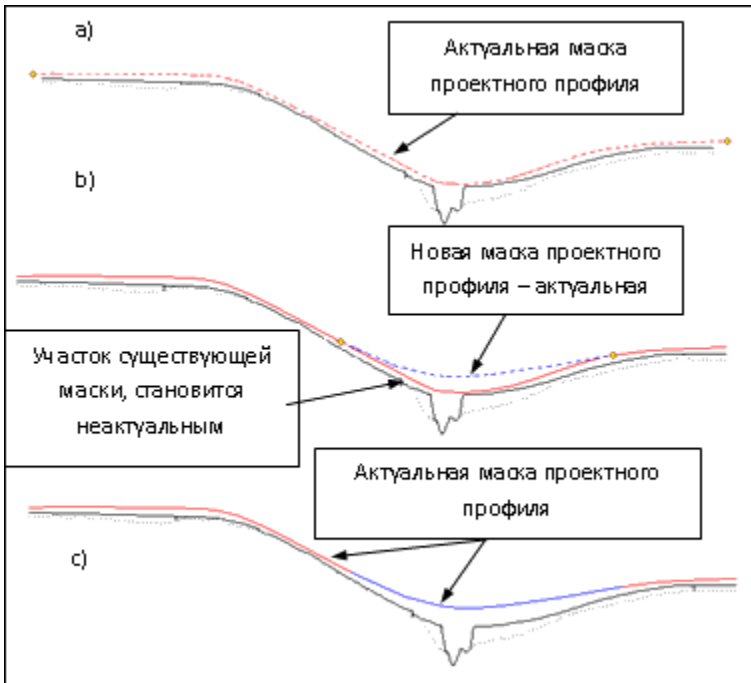 a)
Актуальная маска
проектного профиля
b)
Новая маска проектного
профиля – актуальная
Участок существующей
маски, становится
неактуальным
Актуальная маска проектного
профиля
c)